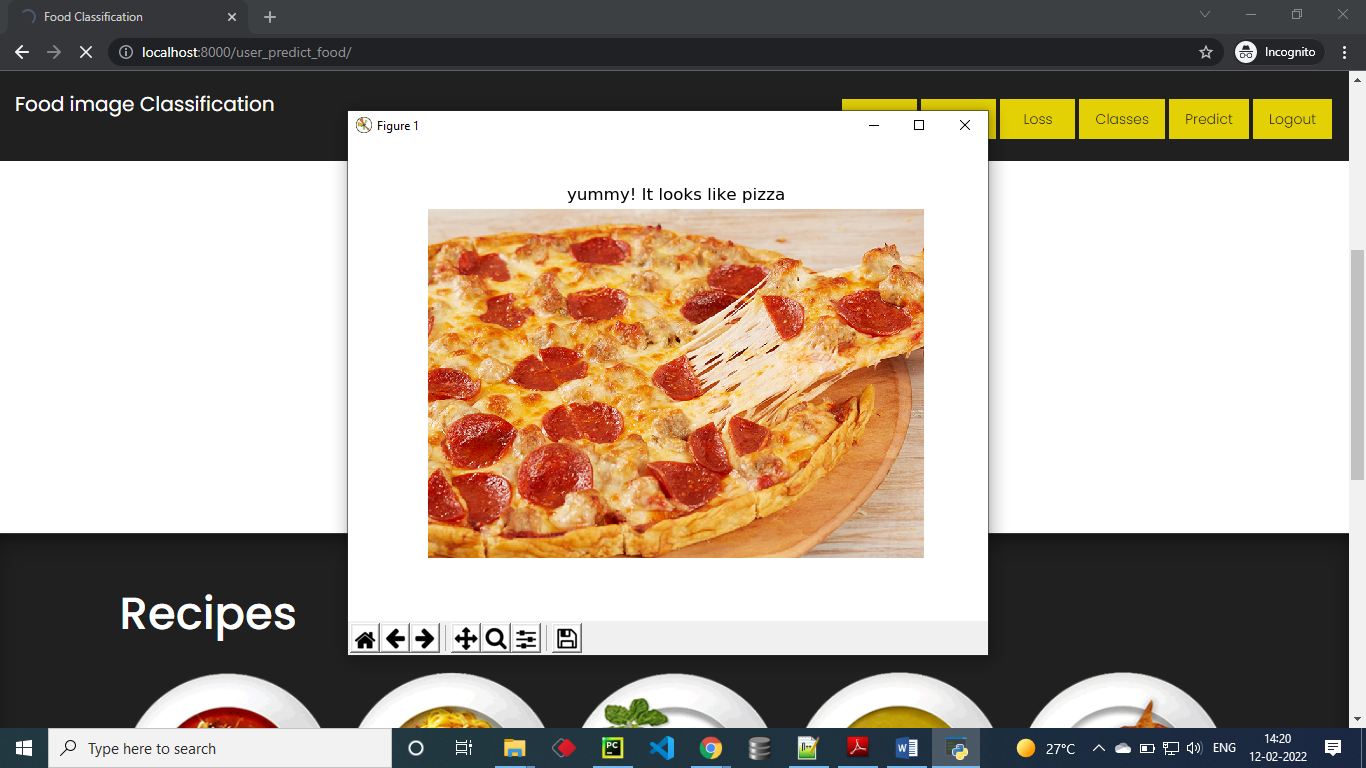 Food Classification
localhost:8000/user_predict_food/
Incognito
Food image Classification
Loss
Classes
Predict
Logout
Figure 1
yummy! It looks like pizza
Recipes
Type here to search
PC
27°C
ENG
14:20
12-02-2022